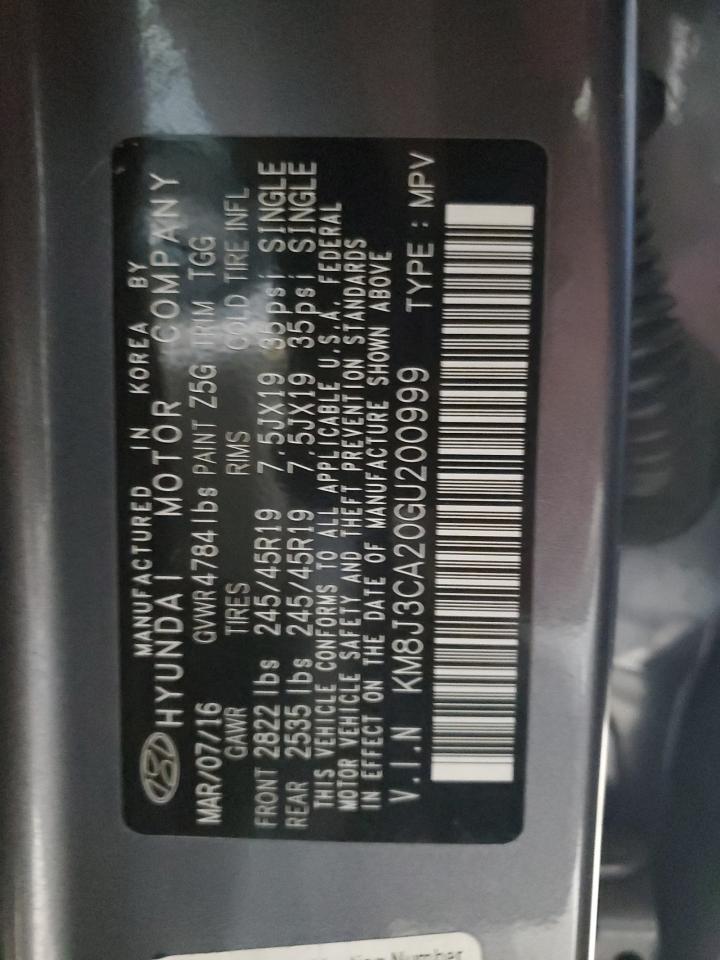 MANUFACTURED IN KOREA BY
HYUNDAI MOTOR COMPANY
MAR/07/16 GVWR4784lbs PAINT Z5G TRIM TGG
GAWR TIRES RIMS COLD TIRE INFL
FRONT 2822 lbs 245/45R19 7.5JX19 35psi SINGLE
REAR 2535 lbs 245/45R19 7.5JX19 35psi SINGLE
THIS VEHICLE CONFORMS TO ALL APPLICABLE U.S.A. FEDERAL
MOTOR VEHICLE SAFETY AND THEFT PREVENTION STANDARDS
IN EFFECT ON THE DATE OF MANUFACTURE SHOWN ABOVE
V.I.N KM8J3CA20GU200999 TYPE : MPV
Number